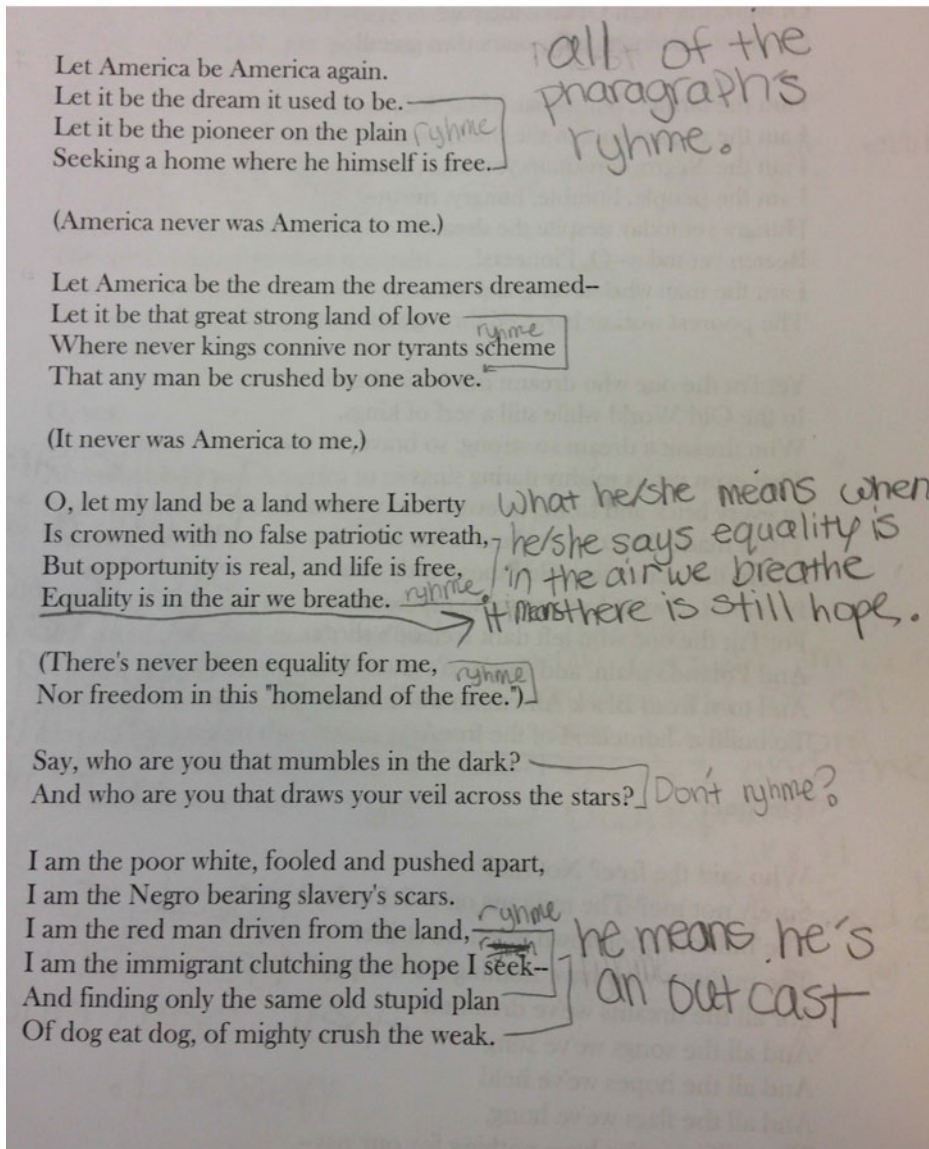 all of the
pharagraphs
ryhme.
Let America be America again.
Let it be the dream it used to be.
Let it be the pioneer on the plain ryhme
Seeking a home where he himself is free.
(America never was America to me.)
Let America be the dream the dreamers dreamed--
Let it be that great strong land of love
ryhme
Where never kings connive nor tyrants scheme
That any man be crushed by one above.
(It never was America to me,)
O, let my land be a land where Liberty
Is crowned with no false patriotic wreath,
But opportunity is real, and life is free,
Equality is in the air we breathe. ryhme
What he/she means when
he/she says equality is
in the air we breathe
it means there is still hope.
(There's never been equality for me,
ryhme
Nor freedom in this "homeland of the free.")
Say, who are you that mumbles in the dark?
And who are you that draws your veil across the stars?
Don't ryhme?
I am the poor white, fooled and pushed apart,
I am the Negro bearing slavery's scars.
ryhme
I am the red man driven from the land,
I am the immigrant clutching the hope I seek--
And finding only the same old stupid plan
Of dog eat dog, of mighty crush the weak.
he means he's
an outcast